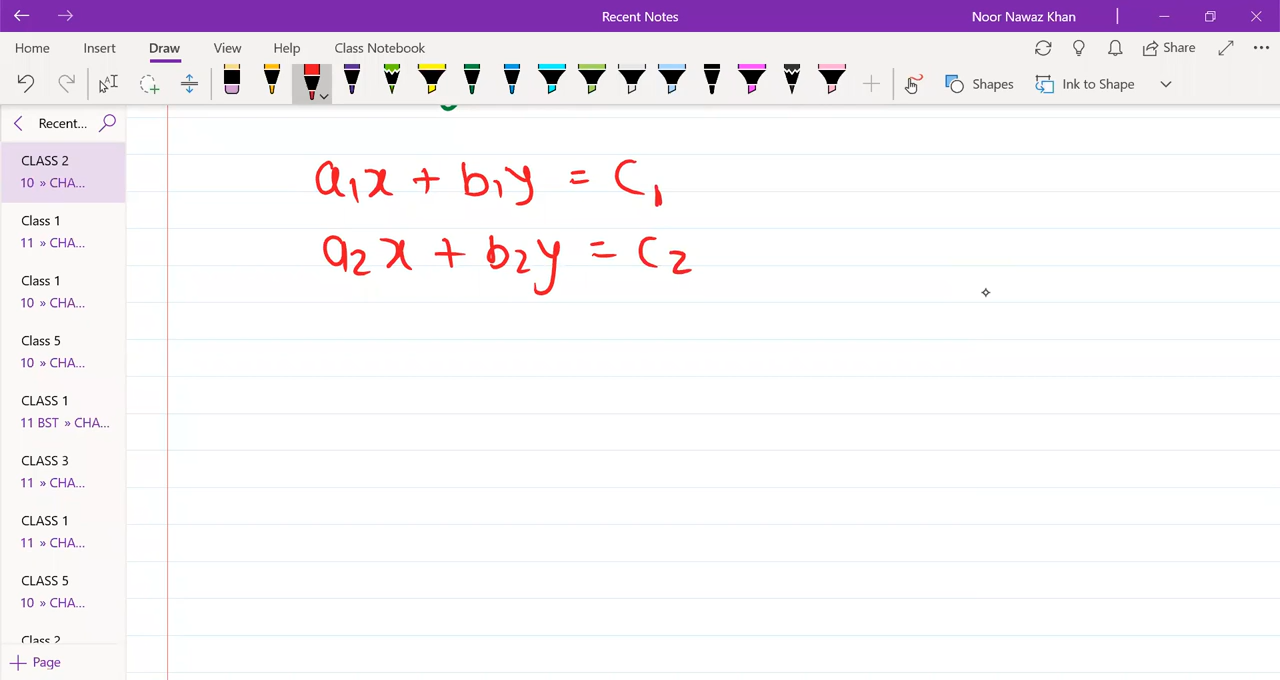 Recent Notes
Noor Nawaz Khan
Home Insert Draw View Help Class Notebook
Share
Shapes
Ink to Shape
Recent...
CLASS 2
10 » CHA...
Class 1
11 » CHA...
Class 1
10 » CHA...
Class 5
10 » CHA...
CLASS 1
11 BST » CHA...
CLASS 3
11 » CHA...
CLASS 1
11 » CHA...
CLASS 5
10 » CHA...
Class 2
+ Page
a₁x + b₁y = C₁
a₂x + b₂y = C₂